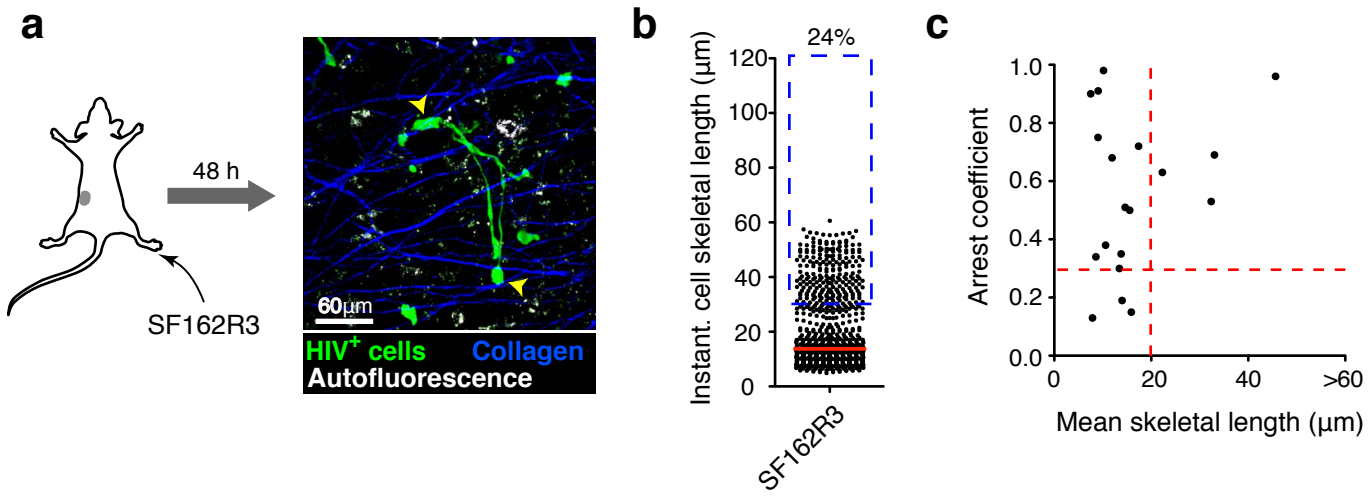 a
48 h
SF162R3
60µm
HIV+ cells Collagen
Autofluorescence
b
24%
Instant. cell skeletal length (µm)
120
100
80
60
40
20
0
SF162R3
c
Arrest coefficient
1.0
0.8
0.6
0.4
0.2
0.0
0 20 40 >60
Mean skeletal length (µm)